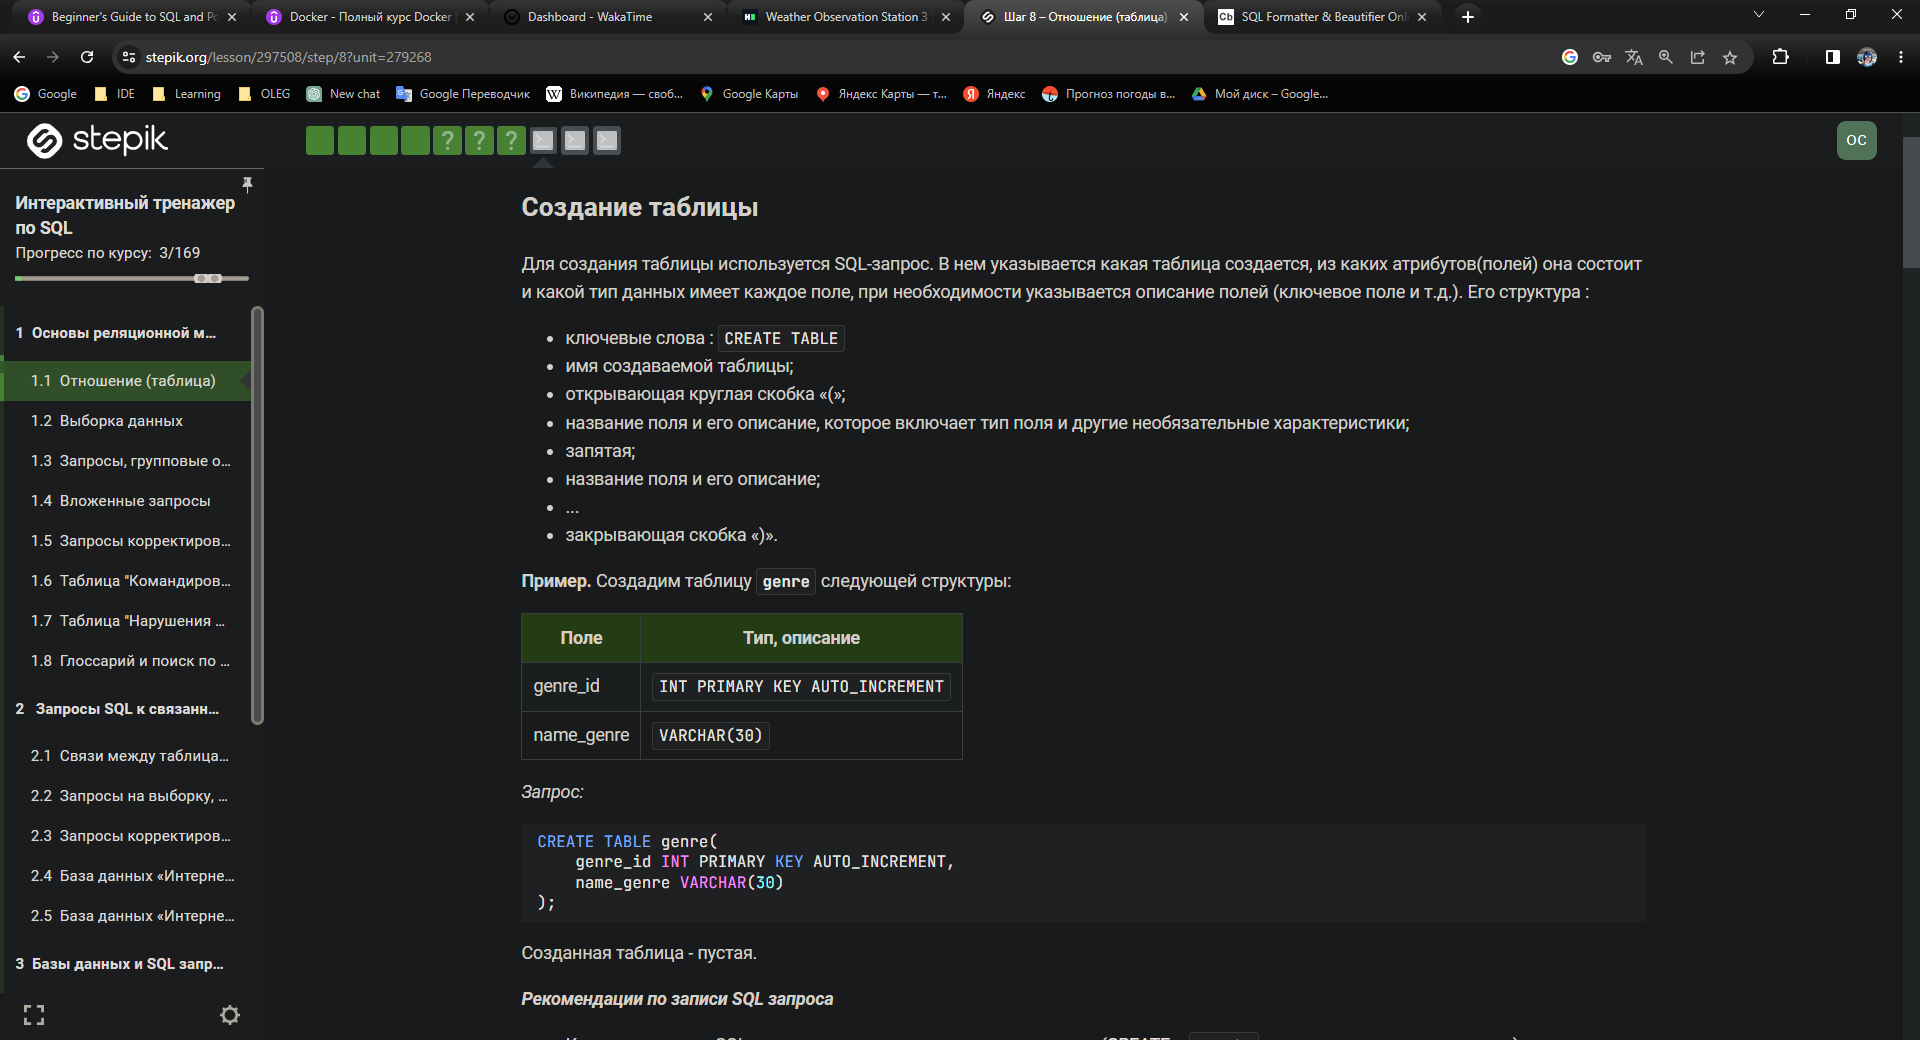 Beginner's Guide to SQL and Po
Docker - Полный курс Docker
Dashboard - WakaTime
Weather Observation Station 3
Шаг 8 – Отношение (таблица)
SQL Formatter & Beautifier Onli
stepik.org/lesson/297508/step/8?unit=279268
Google
IDE
Learning
OLEG
New chat
Google Переводчик
Википедия — своб...
Google Карты
Яндекс Карты — т...
Яндекс
Прогноз погоды в...
Мой диск – Google...
stepik
? ? ?
OC
Интерактивный тренажер
по SQL
Прогресс по курсу: 3/169
1 Основы реляционной м...
1.1 Отношение (таблица)
1.2 Выборка данных
1.3 Запросы, групповые о...
1.4 Вложенные запросы
1.5 Запросы корректиров...
1.6 Таблица "Командиров...
1.7 Таблица "Нарушения ...
1.8 Глоссарий и поиск по ...
2 Запросы SQL к связанн...
2.1 Связи между таблица...
2.2 Запросы на выборку, ...
2.3 Запросы корректиров...
2.4 База данных «Интерне...
2.5 База данных «Интерне...
3 Базы данных и SQL запр...
Создание таблицы
Для создания таблицы используется SQL-запрос. В нем указывается какая таблица создается, из каких атрибутов(полей) она состоит
и какой тип данных имеет каждое поле, при необходимости указывается описание полей (ключевое поле и т.д.). Его структура :
• ключевые слова : CREATE TABLE
• имя создаваемой таблицы;
• открывающая круглая скобка «(»;
• название поля и его описание, которое включает тип поля и другие необязательные характеристики;
• запятая;
• название поля и его описание;
• ...
• закрывающая скобка «)».
Пример. Создадим таблицу genre следующей структуры:
Поле Тип, описание
genre_id INT PRIMARY KEY AUTO_INCREMENT
name_genre VARCHAR(30)
Запрос:
CREATE TABLE genre(
genre_id INT PRIMARY KEY AUTO_INCREMENT,
name_genre VARCHAR(30)
);
Созданная таблица - пустая.
Рекомендации по записи SQL запроса